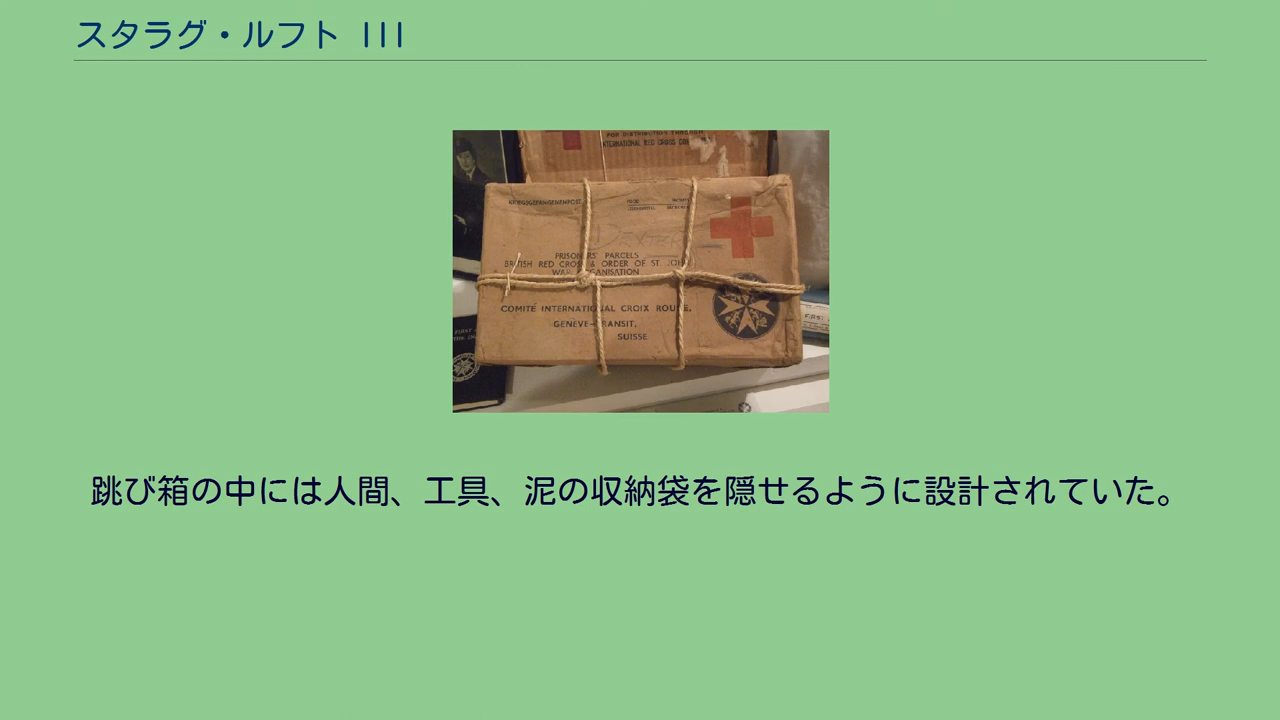 スタラグ・ルフト III
FOR DISTRIBUTION THROUGH
INTERNATIONAL RED CROSS
KRIEGSGEFANGENENPOST
DEXTER
PRISONERS' PARCELS
BRITISH RED CROSS & ORDER OF ST. JOHN
WAR ORGANISATION
COMITÉ INTERNATIONAL CROIX ROUGE,
GENEVE-TRANSIT,
SUISSE
FIRST
跳び箱の中には人間、工具、泥の収納袋を隠せるように設計されていた。